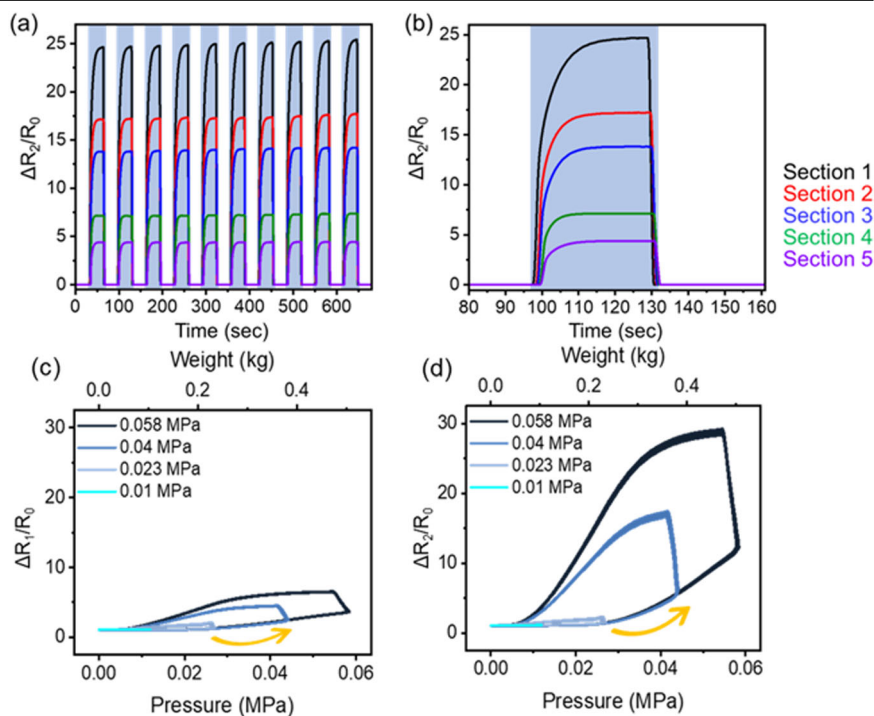 (a)
ΔR₂/R₀
25
20
15
10
5
0
0 100 200 300 400 500 600
Time (sec)
(b)
ΔR₂/R₀
25
20
15
10
5
0
80 90 100 110 120 130 140 150 160
Time (sec)
Section 1
Section 2
Section 3
Section 4
Section 5
(c)
Weight (kg)
0.0 0.2 0.4
ΔR₁/R₀
30
20
10
0
0.058 MPa
0.04 MPa
0.023 MPa
0.01 MPa
0.00 0.02 0.04 0.06
Pressure (MPa)
(d)
Weight (kg)
0.0 0.2 0.4
ΔR₂/R₀
30
20
10
0
0.058 MPa
0.04 MPa
0.023 MPa
0.01 MPa
0.00 0.02 0.04 0.06
Pressure (MPa)